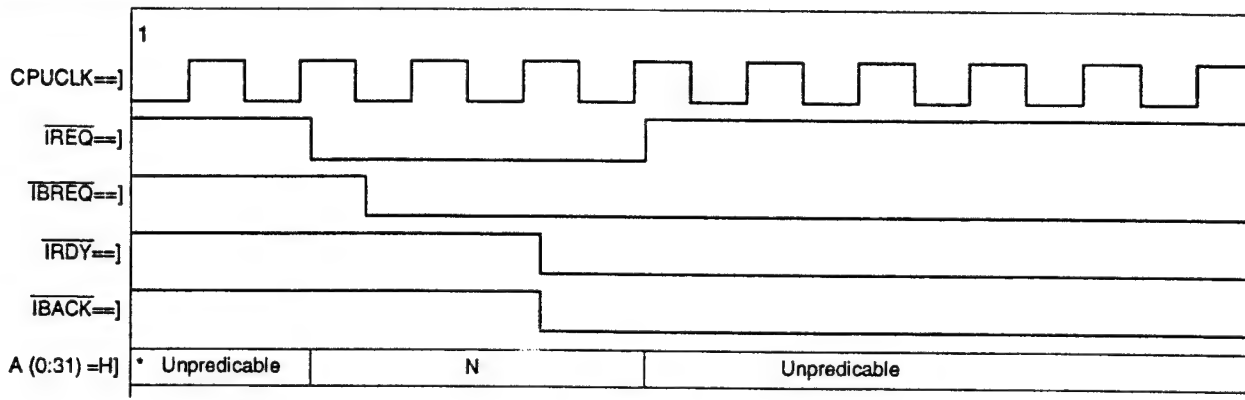 1
CPUCLK==]
IREQ==]
IBREQ==]
IRDY==]
IBACK==]
A (0:31) =H] * Unpredicable N Unpredicable